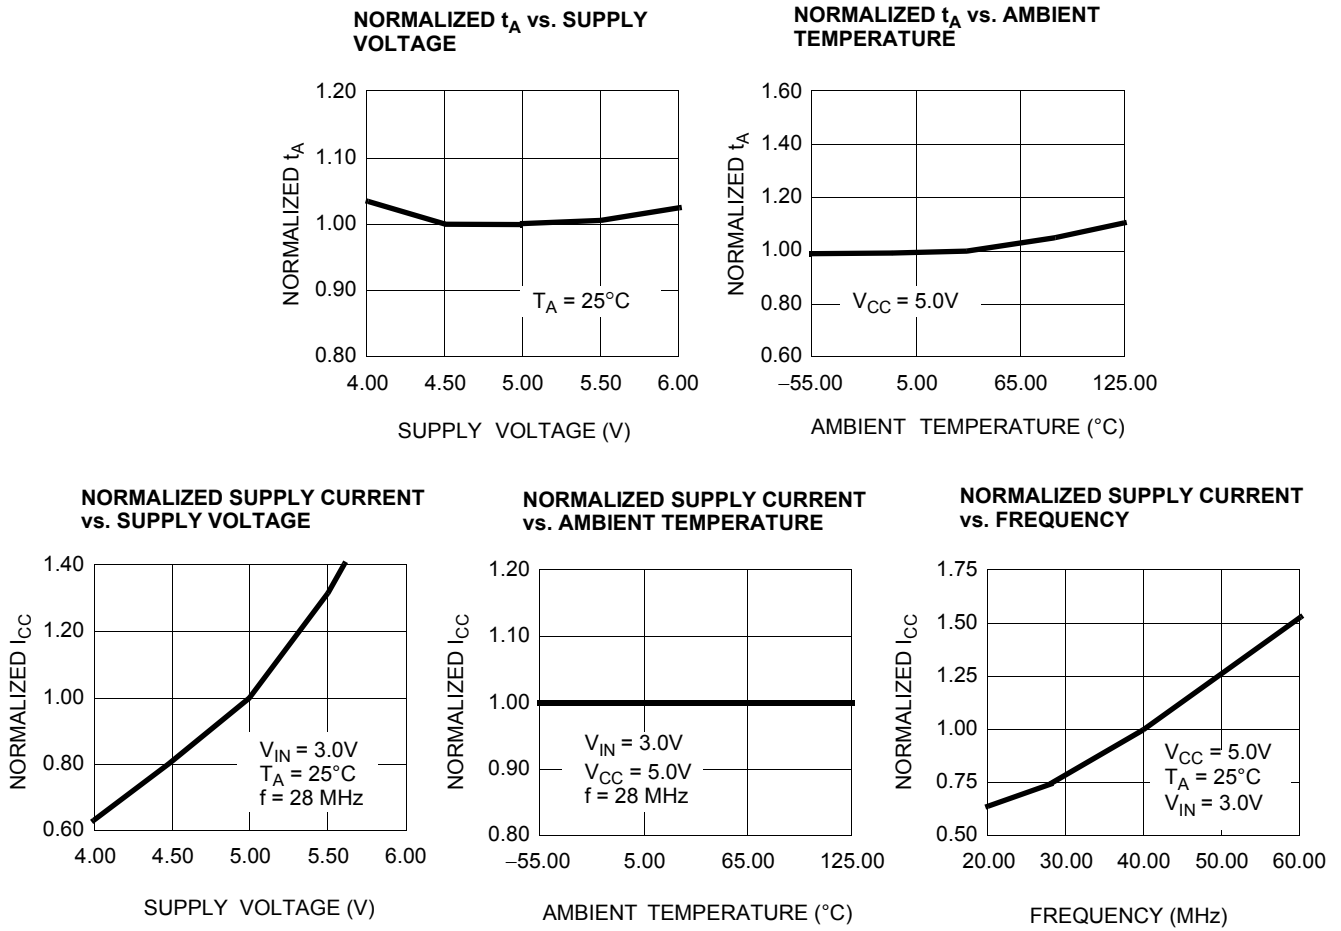 NORMALIZED tA vs. SUPPLY
VOLTAGE
1.20
1.10
1.00
0.90
0.80
NORMALIZED tA
TA = 25°C
4.00 4.50 5.00 5.50 6.00
SUPPLY VOLTAGE (V)
NORMALIZED tA vs. AMBIENT
TEMPERATURE
1.60
1.40
1.20
1.00
0.80
0.60
NORMALIZED tA
VCC = 5.0V
−55.00 5.00 65.00 125.00
AMBIENT TEMPERATURE (°C)
NORMALIZED SUPPLY CURRENT
vs. SUPPLY VOLTAGE
1.40
1.20
1.00
0.80
0.60
NORMALIZED ICC
VIN = 3.0V
TA = 25°C
f = 28 MHz
4.00 4.50 5.00 5.50 6.00
SUPPLY VOLTAGE (V)
NORMALIZED SUPPLY CURRENT
vs. AMBIENT TEMPERATURE
1.20
1.10
1.00
0.90
0.80
NORMALIZED ICC
VIN = 3.0V
VCC = 5.0V
f = 28 MHz
−55.00 5.00 65.00 125.00
AMBIENT TEMPERATURE (°C)
NORMALIZED SUPPLY CURRENT
vs. FREQUENCY
1.75
1.50
1.25
1.00
0.75
0.50
NORMALIZED ICC
VCC = 5.0V
TA = 25°C
VIN = 3.0V
20.00 30.00 40.00 50.00 60.00
FREQUENCY (MHz)